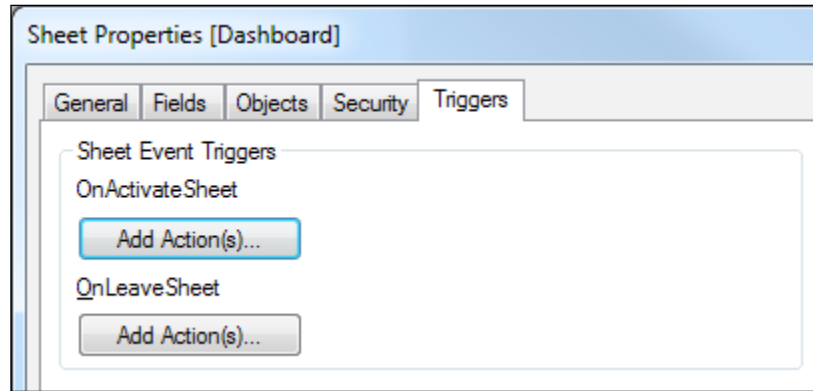 Sheet Properties [Dashboard]
General Fields Objects Security Triggers
Sheet Event Triggers
OnActivateSheet
Add Action(s)...
OnLeaveSheet
Add Action(s)...